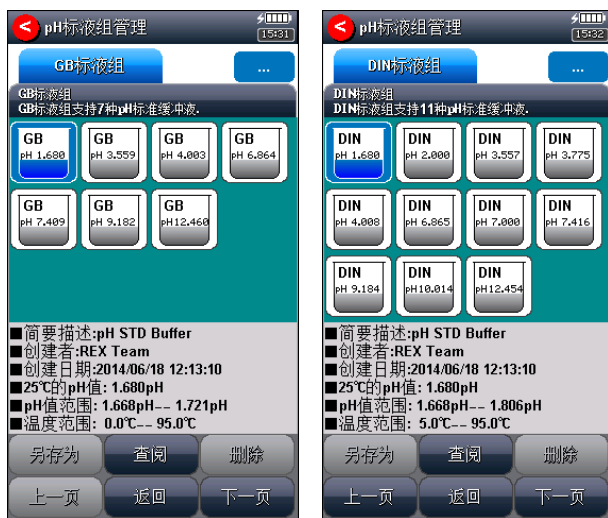 pH标液组管理
15:31
GB标液组
...
GB标液组
GB标液组支持7种pH标准缓冲液.
GB
pH 1.680
GB
pH 3.559
GB
pH 4.003
GB
pH 6.864
GB
pH 7.409
GB
pH 9.182
GB
pH12.460
■简要描述:pH STD Buffer
■创建者:REX Team
■创建日期:2014/06/18 12:13:10
■25℃的pH值: 1.680pH
■pH值范围: 1.668pH-- 1.721pH
■温度范围: 0.0℃-- 95.0℃
另存为 查阅 删除
上一页 返回 下一页
pH标液组管理
15:32
DIN标液组
...
DIN标液组
DIN标液组支持11种pH标准缓冲液.
DIN
pH 1.680
DIN
pH 2.000
DIN
pH 3.557
DIN
pH 3.775
DIN
pH 4.008
DIN
pH 6.865
DIN
pH 7.000
DIN
pH 7.416
DIN
pH 9.184
DIN
pH10.014
DIN
pH12.454
■简要描述:pH STD Buffer
■创建者:REX Team
■创建日期:2014/06/18 12:13:10
■25℃的pH值: 1.680pH
■pH值范围: 1.668pH-- 1.806pH
■温度范围: 5.0℃-- 95.0℃
另存为 查阅 删除
上一页 返回 下一页